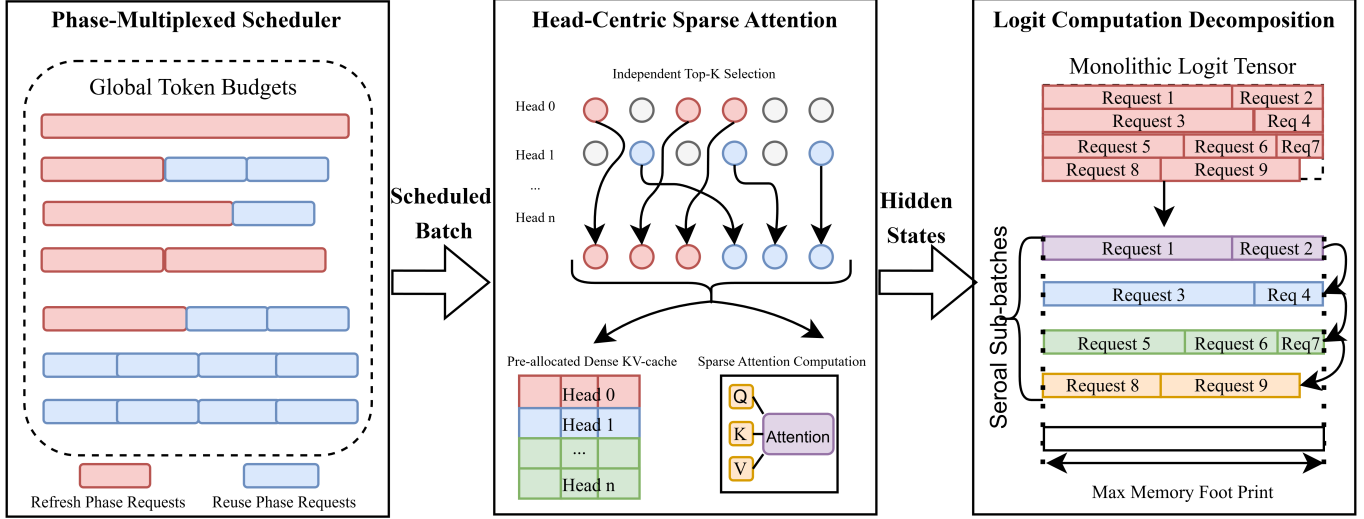 Phase-Multiplexed Scheduler
Global Token Budgets
Refresh Phase Requests
Reuse Phase Requests
Scheduled
Batch
Head-Centric Sparse Attention
Independent Top-K Selection
Head 0
Head 1
...
Head n
Pre-allocated Dense KV-cache
Head 0
Head 1
...
Head n
Sparse Attention Computation
Q
K
V
Attention
Hidden
States
Logit Computation Decomposition
Monolithic Logit Tensor
Request 1 Request 2
Request 3 Req 4
Request 5 Request 6 Req7
Request 8 Request 9
Seroal Sub-batches
Request 1 Request 2
Request 3 Req 4
Request 5 Request 6 Req7
Request 8 Request 9
Max Memory Foot Print